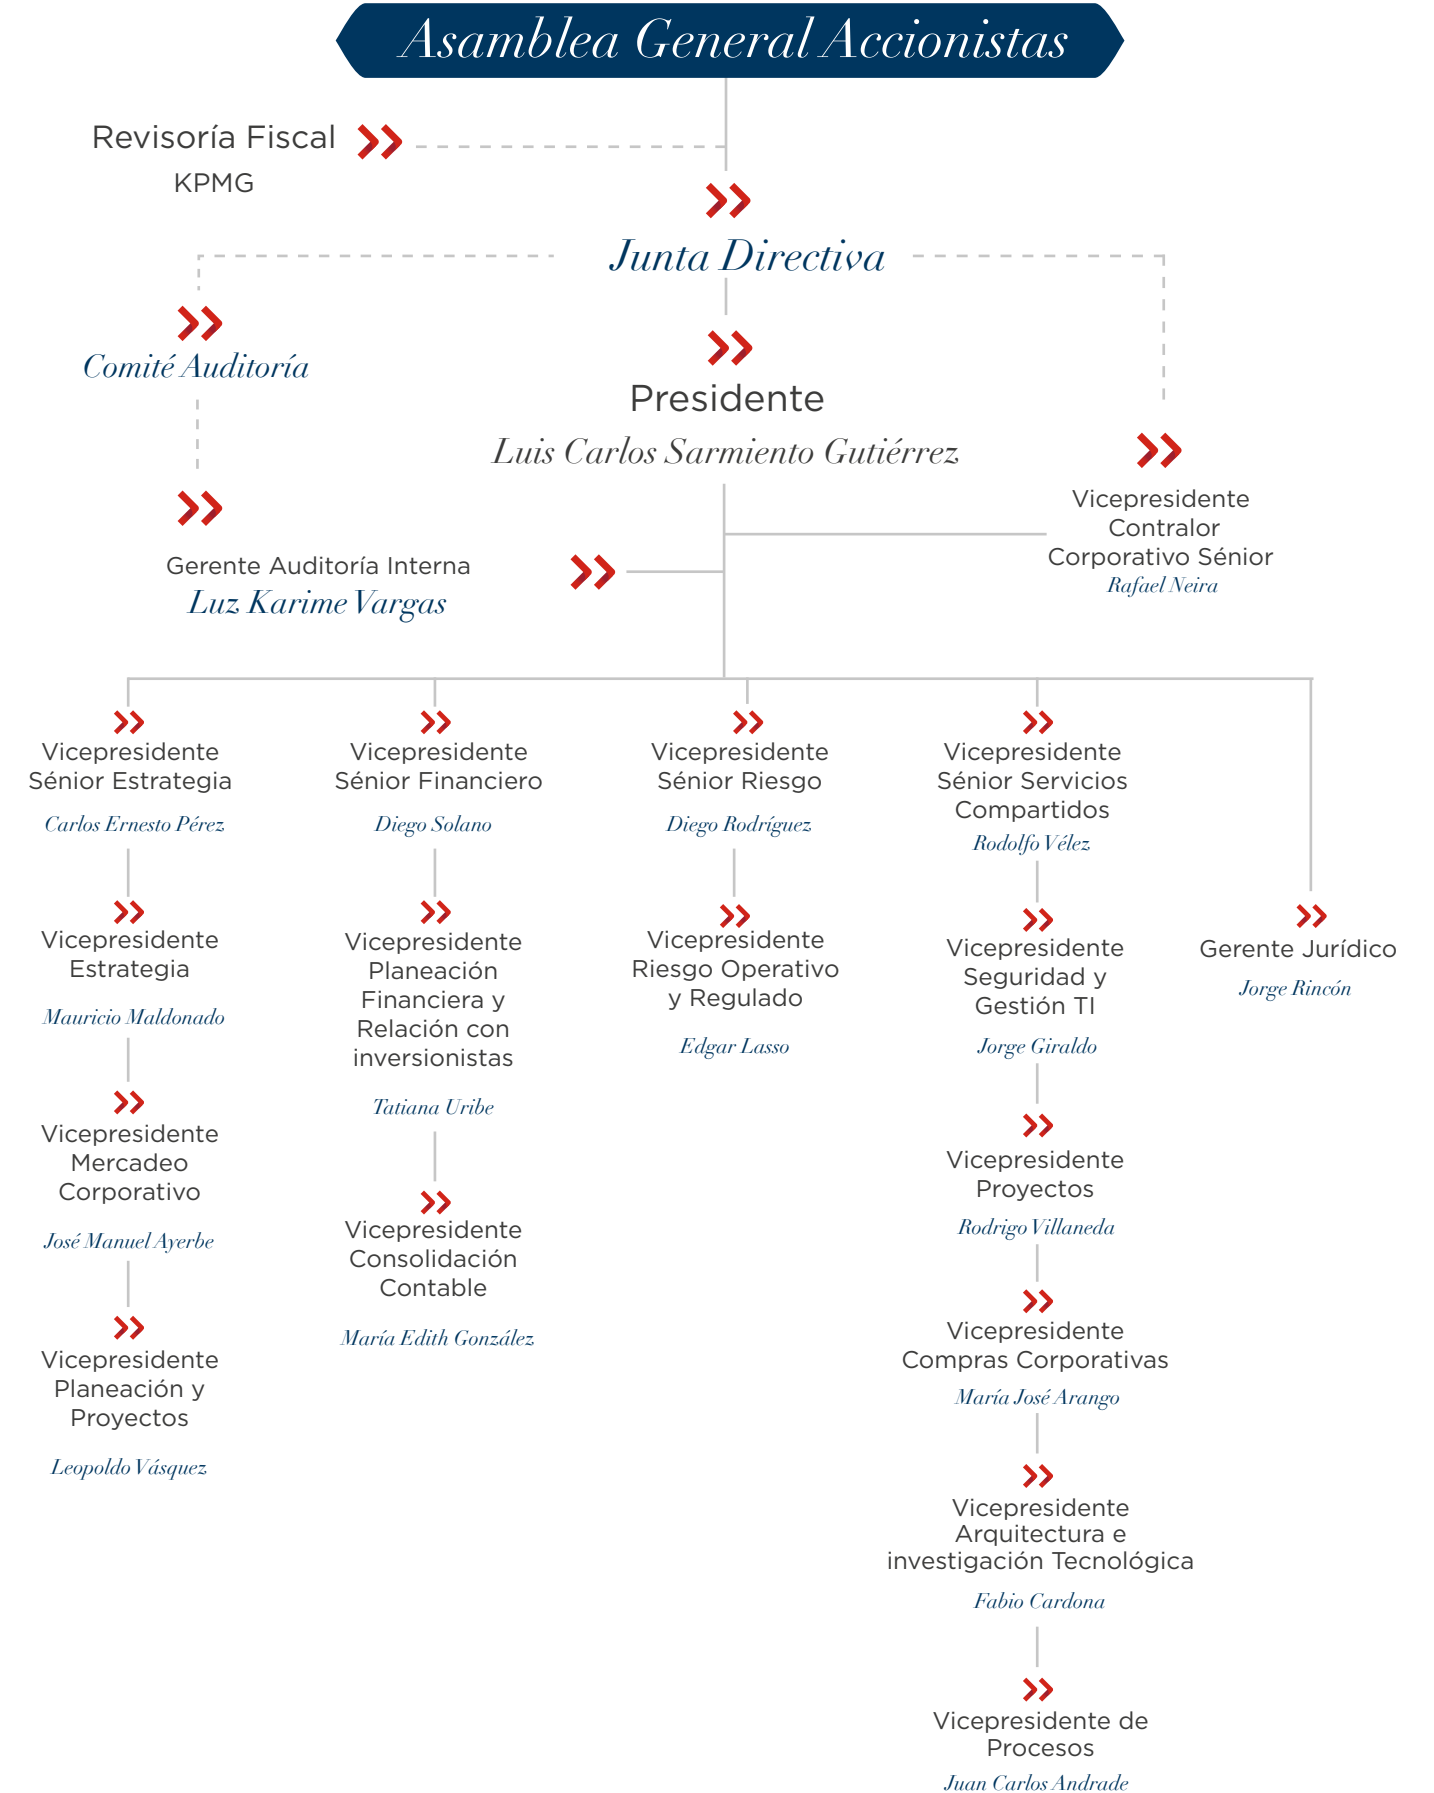 Asamblea General Accionistas
Revisoría Fiscal
KPMG
Junta Directiva
Comité Auditoría
Presidente
Luis Carlos Sarmiento Gutiérrez
Vicepresidente
Contralor
Corporativo Sénior
Rafael Neira
Gerente Auditoría Interna
Luz Karime Vargas
Vicepresidente
Sénior Estrategia
Carlos Ernesto Pérez
Vicepresidente
Estrategia
Mauricio Maldonado
Vicepresidente
Mercadeo
Corporativo
José Manuel Ayerbe
Vicepresidente
Planeación y
Proyectos
Leopoldo Vásquez
Vicepresidente
Sénior Financiero
Diego Solano
Vicepresidente
Planeación
Financiera y
Relación con
inversionistas
Tatiana Uribe
Vicepresidente
Consolidación
Contable
María Edith González
Vicepresidente
Sénior Riesgo
Diego Rodríguez
Vicepresidente
Riesgo Operativo
y Regulado
Edgar Lasso
Vicepresidente
Sénior Servicios
Compartidos
Rodolfo Vélez
Vicepresidente
Seguridad y
Gestión TI
Jorge Giraldo
Vicepresidente
Proyectos
Rodrigo Villaneda
Vicepresidente
Compras Corporativas
María José Arango
Vicepresidente
Arquitectura e
investigación Tecnológica
Fabio Cardona
Vicepresidente de
Procesos
Juan Carlos Andrade
Gerente Jurídico
Jorge Rincón